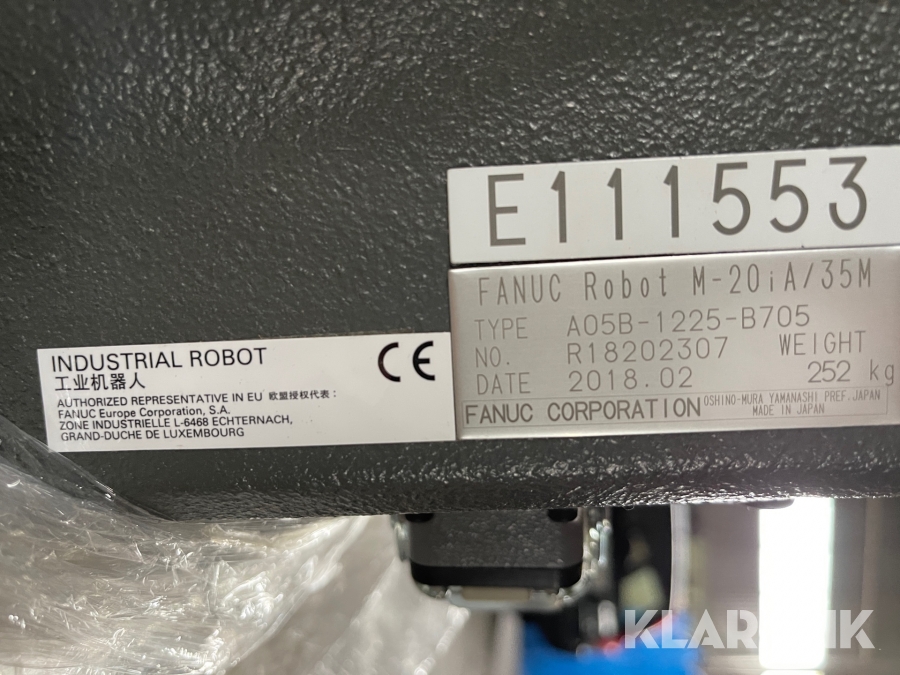 E111553
FANUC Robot M-20iA/35M
TYPE A05B-1225-B705
NO. R18202307 WEIGHT
DATE 2018.02 252 kg
FANUC CORPORATION OSHINO-MURA YAMANASHI PREF. JAPAN
MADE IN JAPAN
INDUSTRIAL ROBOT CE
工业机器人
AUTHORIZED REPRESENTATIVE IN EU 欧盟授权代表：
FANUC Europe Corporation, S.A.
ZONE INDUSTRIELLE L-6468 ECHTERNACH,
GRAND-DUCHE DE LUXEMBOURG